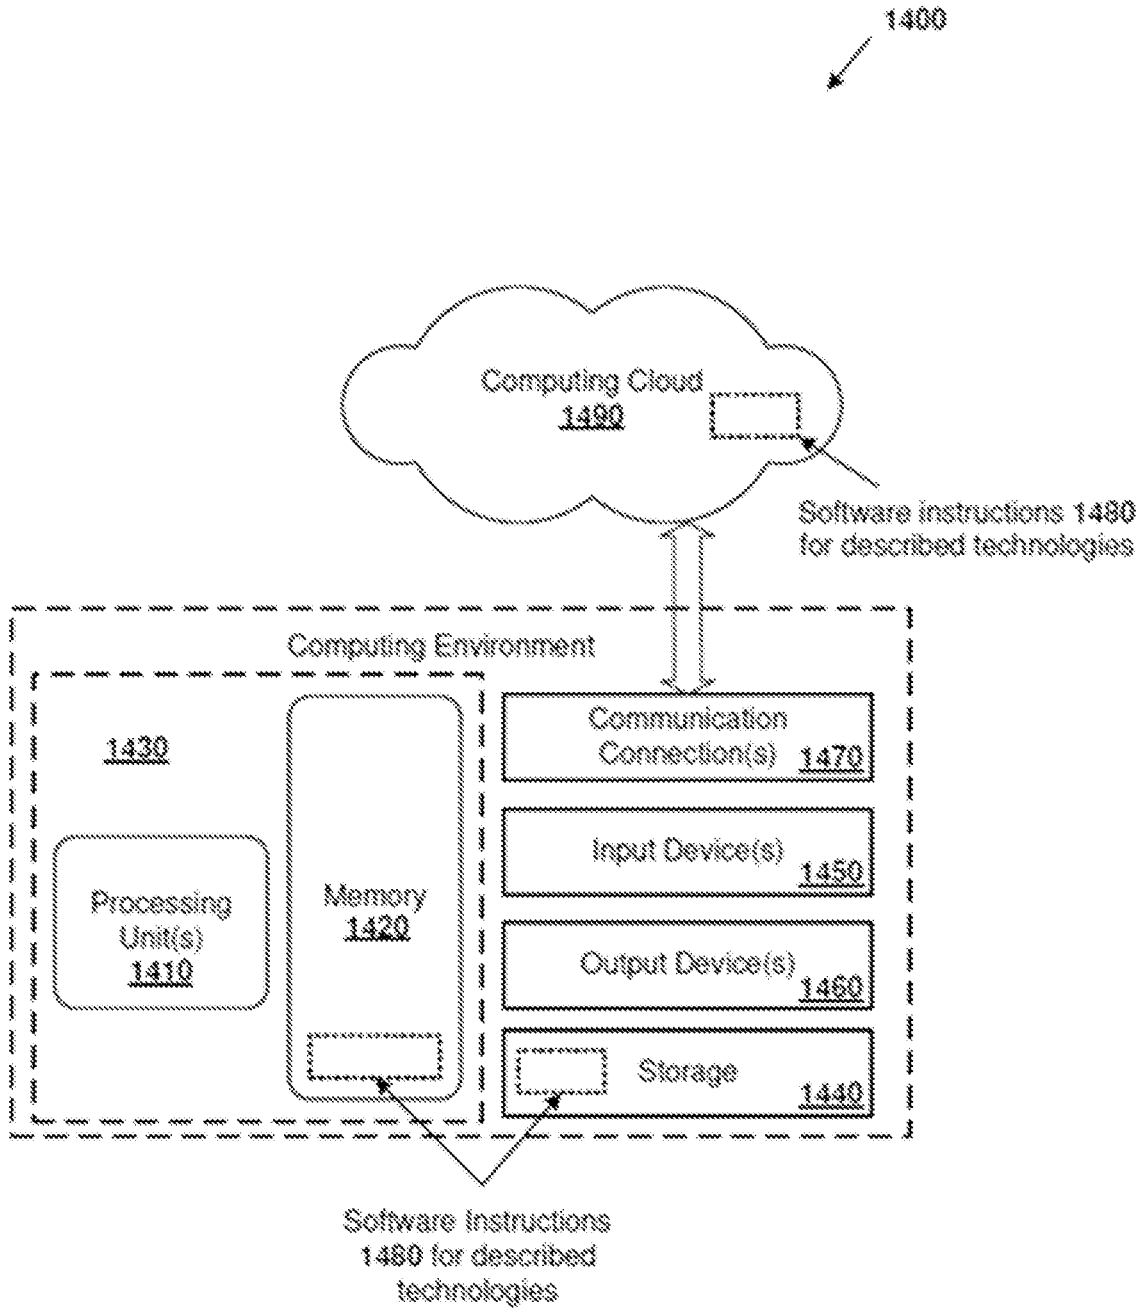 1400
Computing Cloud
1490
Software instructions 1480
for described technologies
Computing Environment
1430
Processing
Unit(s)
1410
Memory
1420
Communication
Connection(s)
1470
Input Device(s)
1450
Output Device(s)
1460
Storage
1440
Software Instructions
1480 for described
technologies